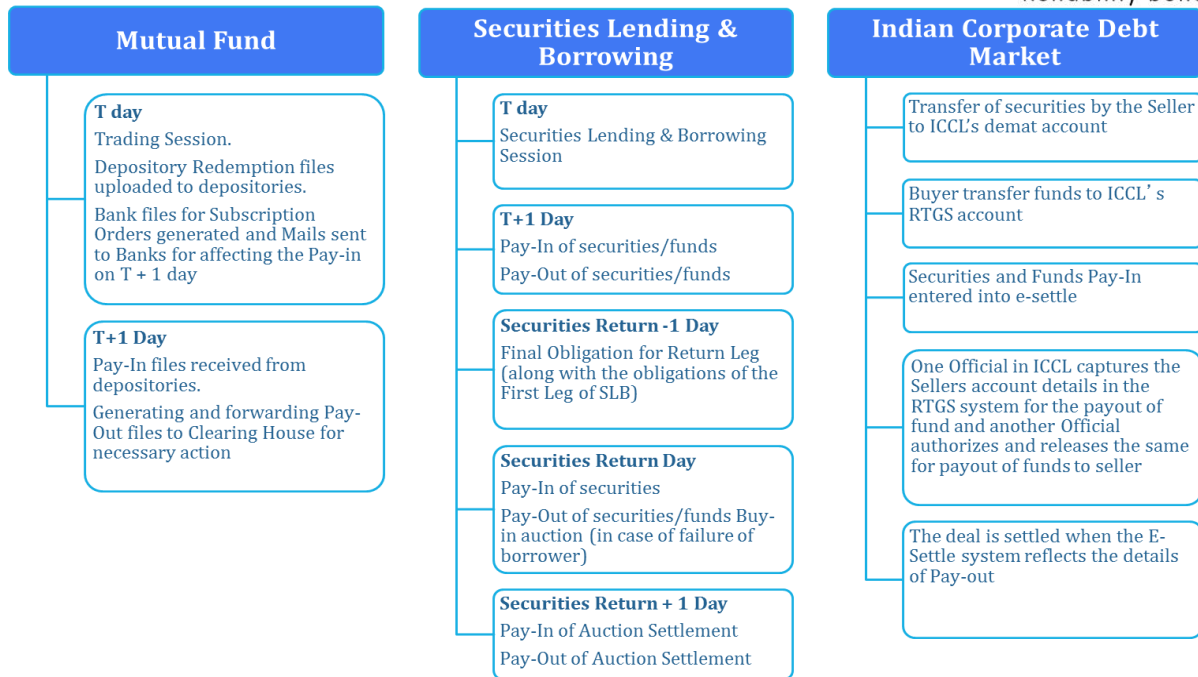 Mutual Fund
T day
Trading Session.
Depository Redemption files
uploaded to depositories.
Bank files for Subscription
Orders generated and Mails sent
to Banks for affecting the Pay-in
on T + 1 day
T+1 Day
Pay-In files received from
depositories.
Generating and forwarding Pay-
Out files to Clearing House for
necessary action
Securities Lending &
Borrowing
T day
Securities Lending & Borrowing
Session
T+1 Day
Pay-In of securities/funds
Pay-Out of securities/funds
Securities Return -1 Day
Final Obligation for Return Leg
(along with the obligations of the
First Leg of SLB)
Securities Return Day
Pay-In of securities
Pay-Out of securities/funds Buy-
in auction (in case of failure of
borrower)
Securities Return + 1 Day
Pay-In of Auction Settlement
Pay-Out of Auction Settlement
Indian Corporate Debt
Market
Transfer of securities by the Seller
to ICCL's demat account
Buyer transfer funds to ICCL’s
RTGS account
Securities and Funds Pay-In
entered into e-settle
One Official in ICCL captures the
Sellers account details in the
RTGS system for the payout of
fund and another Official
authorizes and releases the same
for payout of funds to seller
The deal is settled when the E-
Settle system reflects the details
of Pay-out